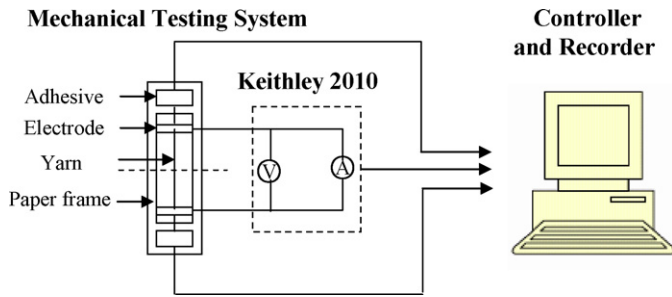 Mechanical Testing System
Controller
and Recorder
Keithley 2010
Adhesive
Electrode
Yarn
Paper frame
V
A